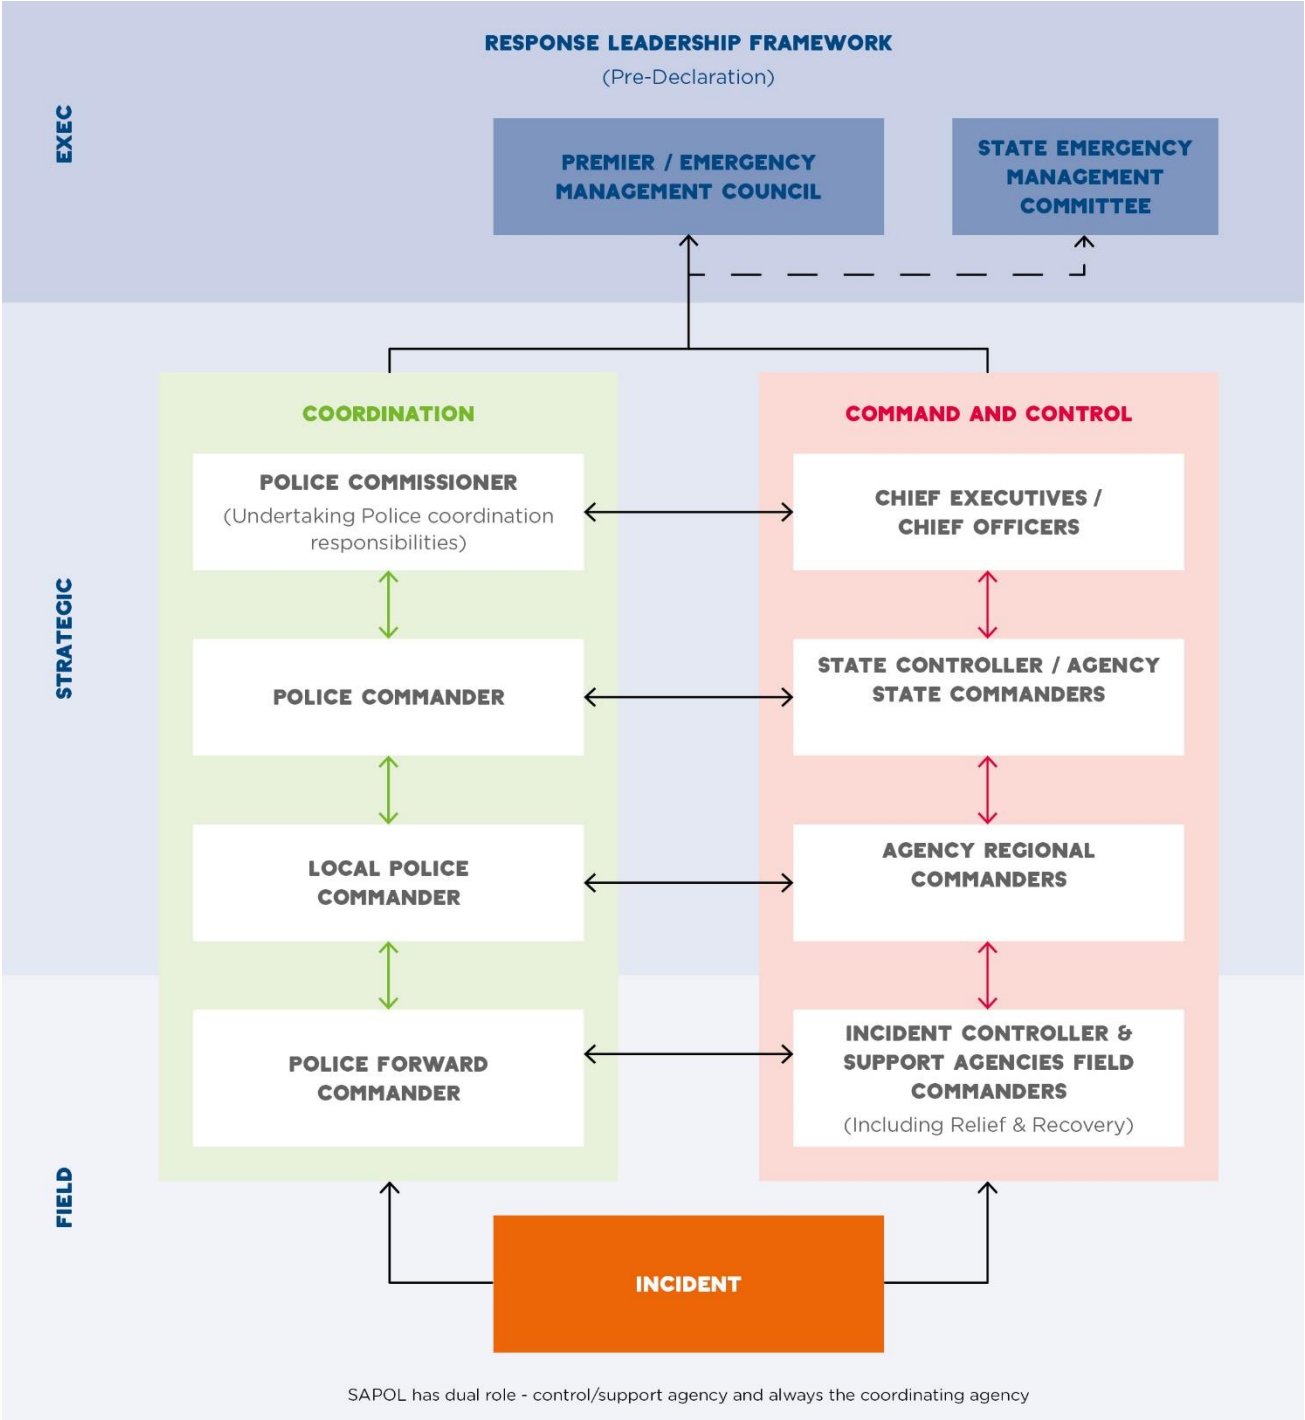 RESPONSE LEADERSHIP FRAMEWORK
(Pre-Declaration)
EXEC
PREMIER / EMERGENCY
MANAGEMENT COUNCIL
STATE EMERGENCY
MANAGEMENT
COMMITTEE
STRATEGIC
COORDINATION
POLICE COMMISSIONER
(Undertaking Police coordination
responsibilities)
POLICE COMMANDER
LOCAL POLICE
COMMANDER
POLICE FORWARD
COMMANDER
COMMAND AND CONTROL
CHIEF EXECUTIVES /
CHIEF OFFICERS
STATE CONTROLLER / AGENCY
STATE COMMANDERS
AGENCY REGIONAL
COMMANDERS
INCIDENT CONTROLLER &
SUPPORT AGENCIES FIELD
COMMANDERS
(Including Relief & Recovery)
FIELD
INCIDENT
SAPOL has dual role - control/support agency and always the coordinating agency